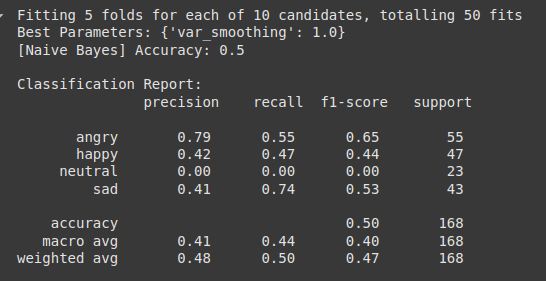 Fitting 5 folds for each of 10 candidates, totalling 50 fits
Best Parameters: {'var_smoothing': 1.0}
[Naive Bayes] Accuracy: 0.5
Classification Report:
precision recall f1-score support
angry 0.79 0.55 0.65 55
happy 0.42 0.47 0.44 47
neutral 0.00 0.00 0.00 23
sad 0.41 0.74 0.53 43
accuracy 0.50 168
macro avg 0.41 0.44 0.40 168
weighted avg 0.48 0.50 0.47 168